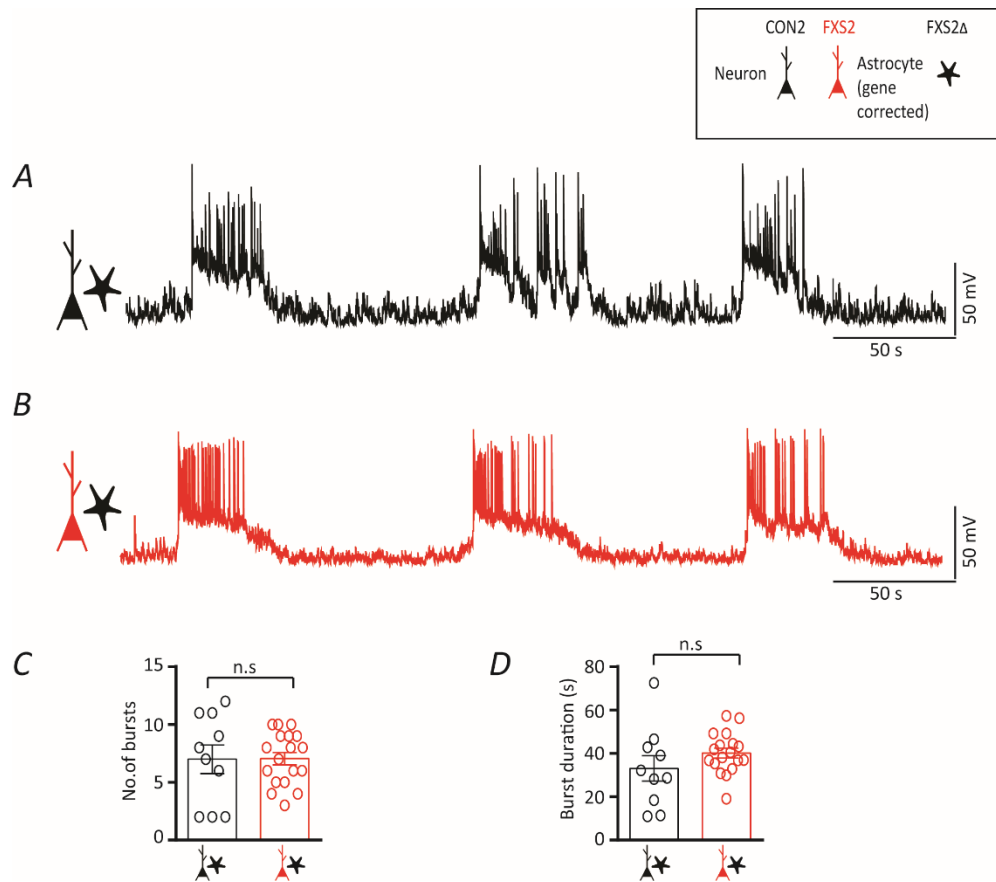 CON2 FXS2 FXS2Δ
Neuron
Astrocyte
(gene
corrected)
A
50 mV
50 s
B
50 mV
50 s
C
No.of bursts
15
10
5
0
n.s
D
Burst duration (s)
80
60
40
20
0
n.s